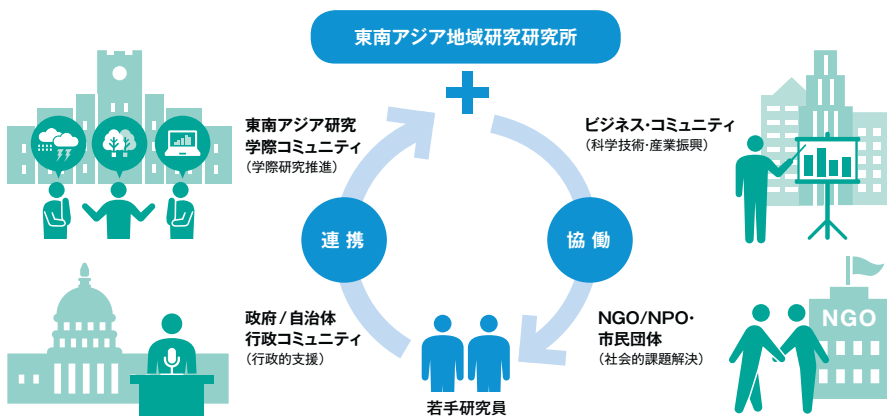 東南アジア地域研究研究所
東南アジア研究
学際コミュニティ
（学際研究推進）
ビジネス・コミュニティ
（科学技術・産業振興）
連携
協働
政府/自治体
行政コミュニティ
（行政的支援）
NGO/NPO・
市民団体
（社会的課題解決）
NGO
若手研究員